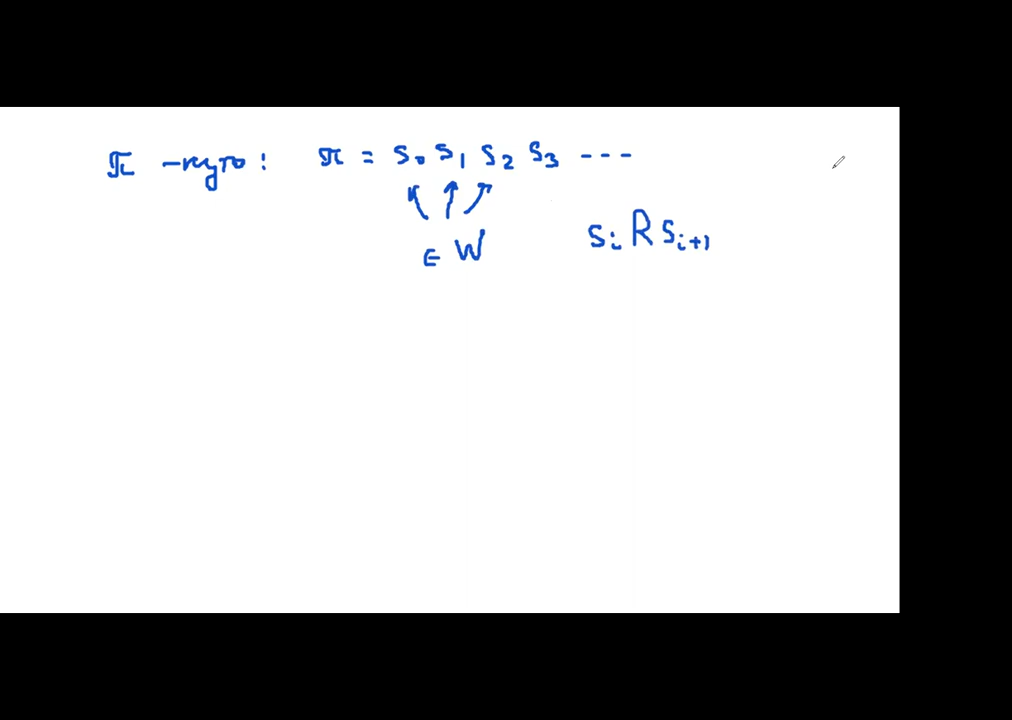 π – путь: π = s₀ s₁ s₂ s₃ ---
∈ W
sᵢ R sᵢ₊₁